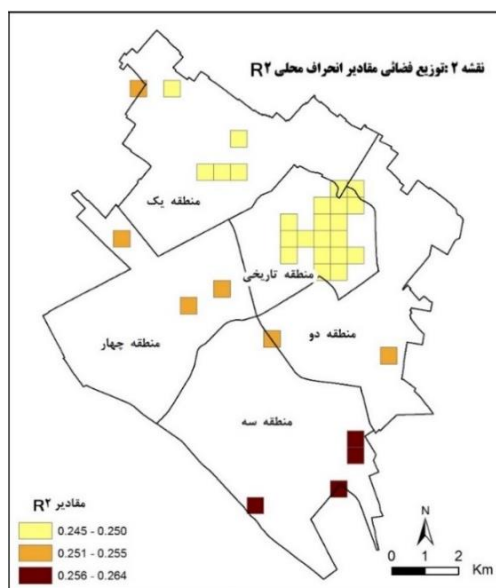 نقشه ۲ :توزیع فضائی مقادیر انحراف محلی R۲
منطقه یک
منطقه تاریخی
منطقه دو
منطقه چهار
منطقه سه
مقادیر R۲
0.245 - 0.250
0.251 - 0.255
0.256 - 0.264
N
0 1 2
Km